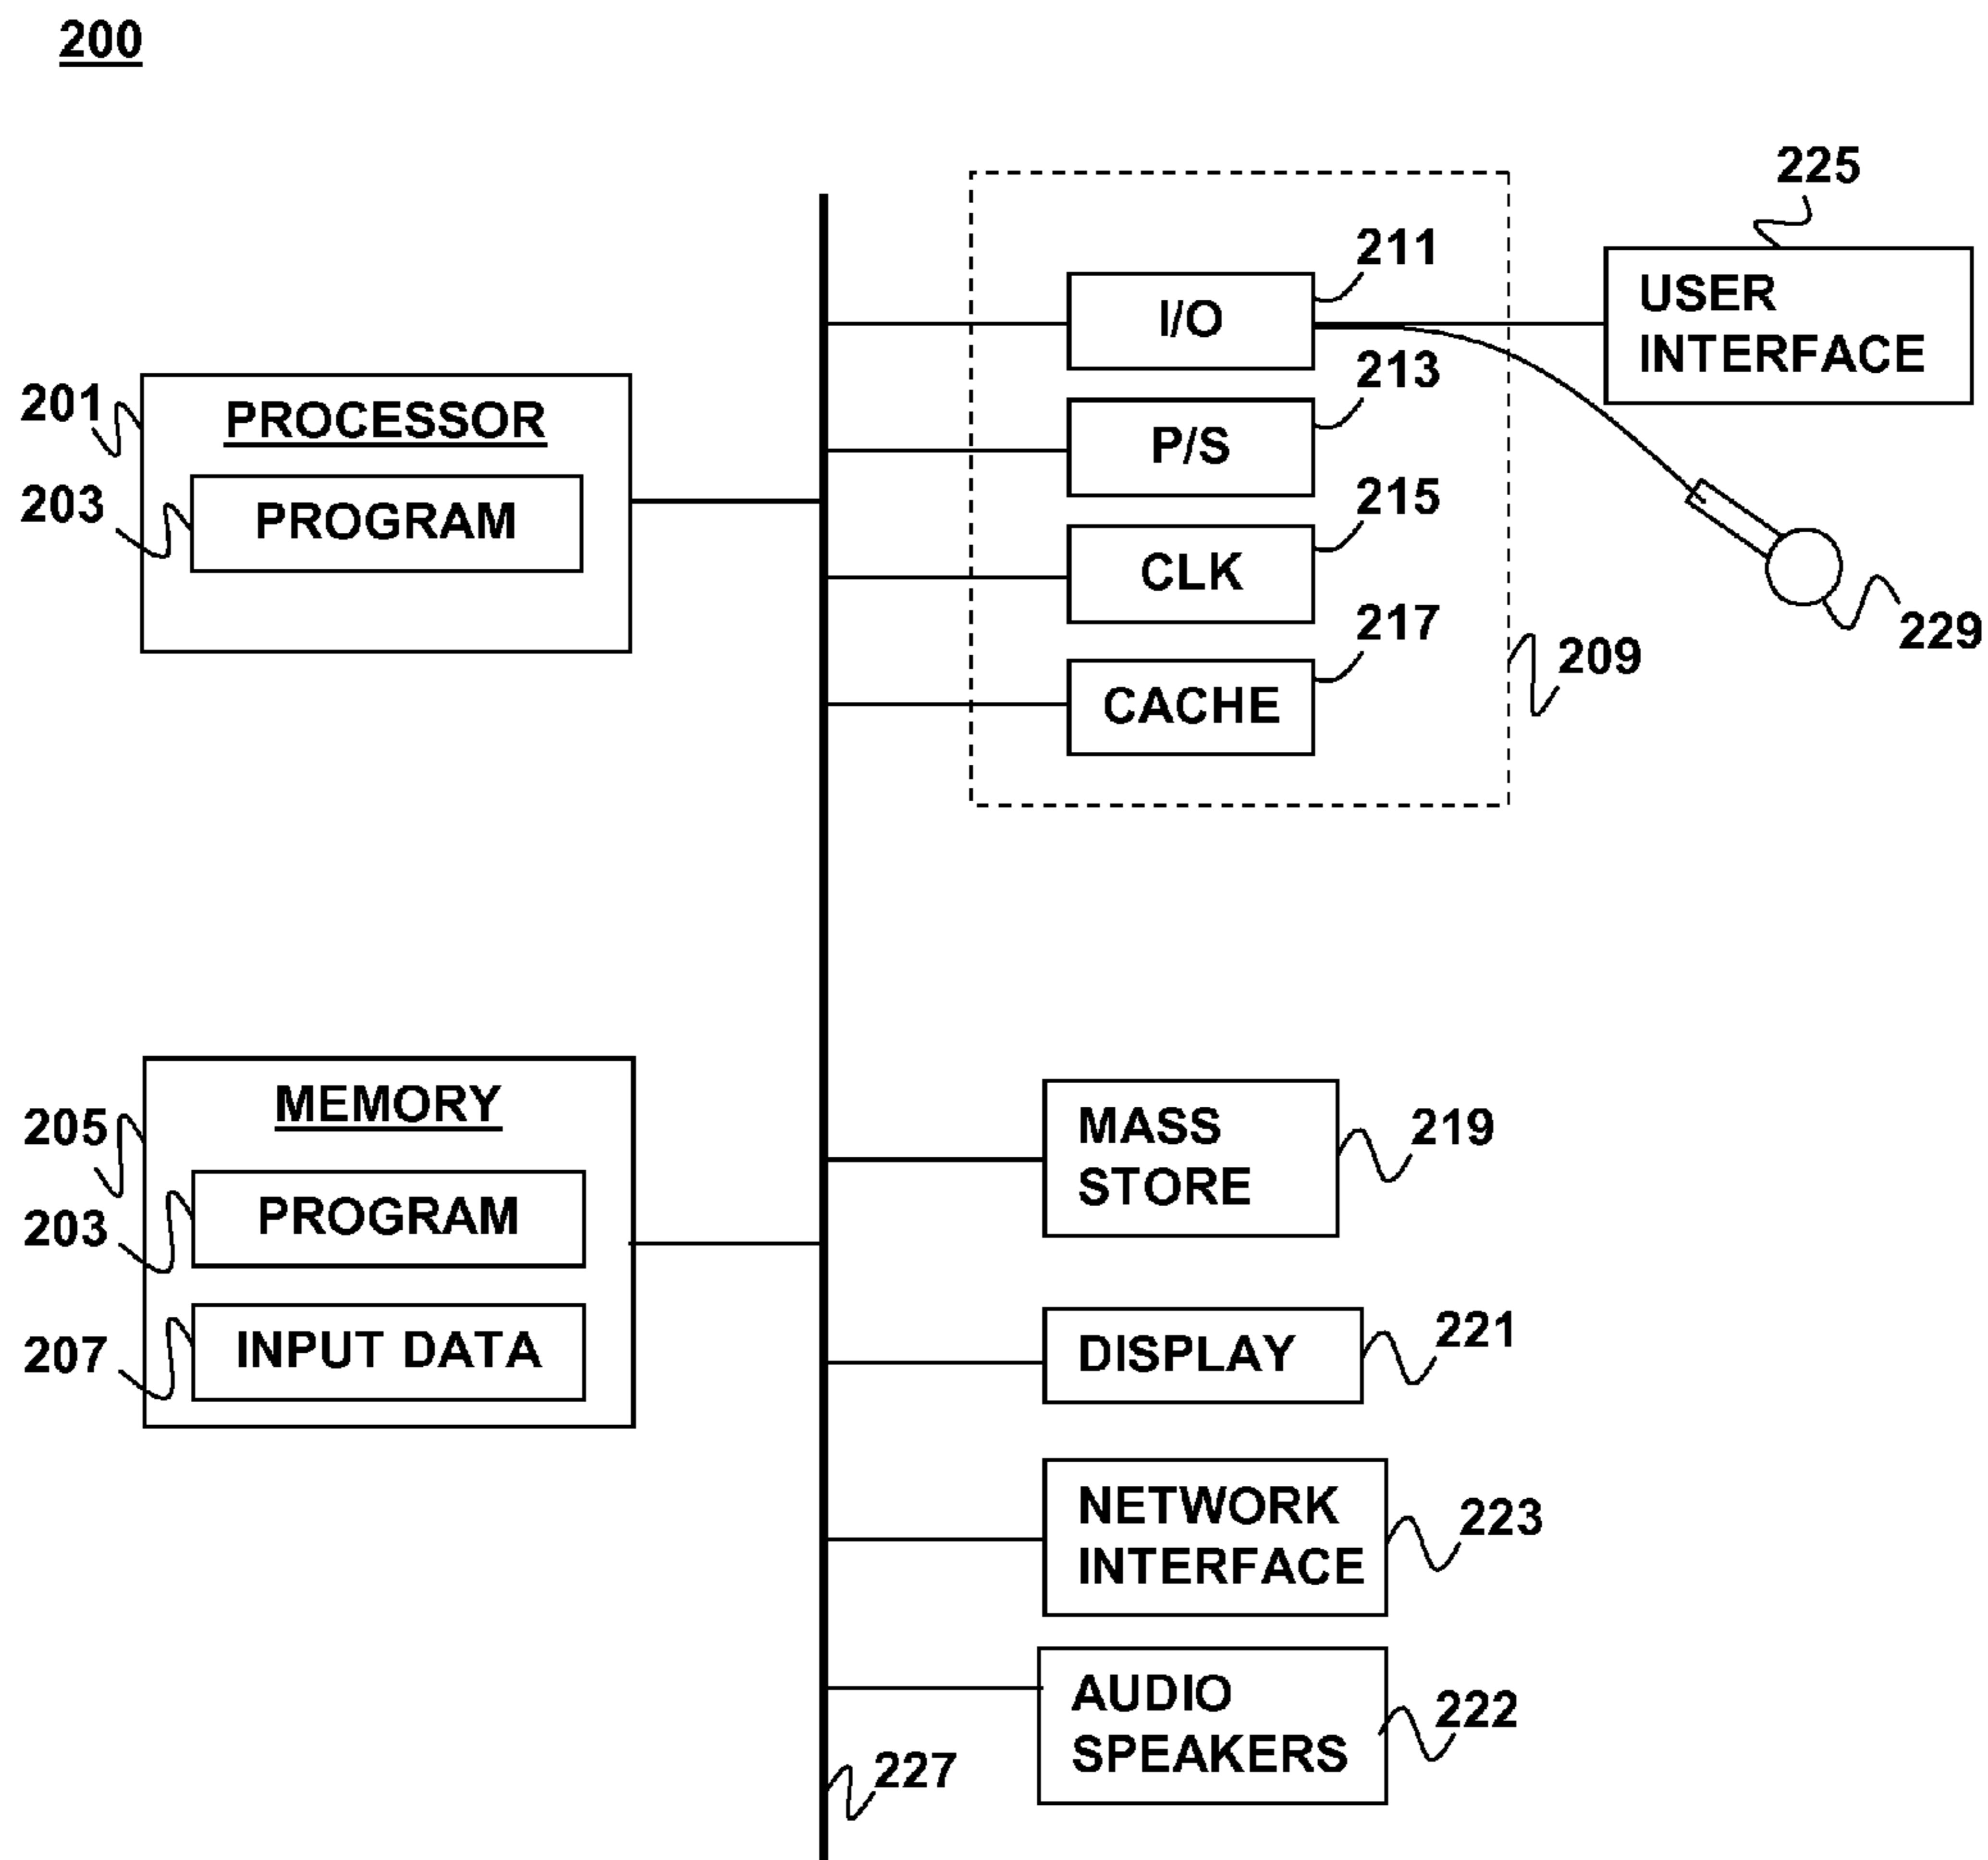 200
225
211
I/O
USER
INTERFACE
213
201
PROCESSOR
P/S
203
PROGRAM
215
CLK
217
229
209
CACHE
205
MEMORY
MASS
STORE
219
203
PROGRAM
207
INPUT DATA
DISPLAY
221
NETWORK
INTERFACE
223
AUDIO
SPEAKERS
222
227